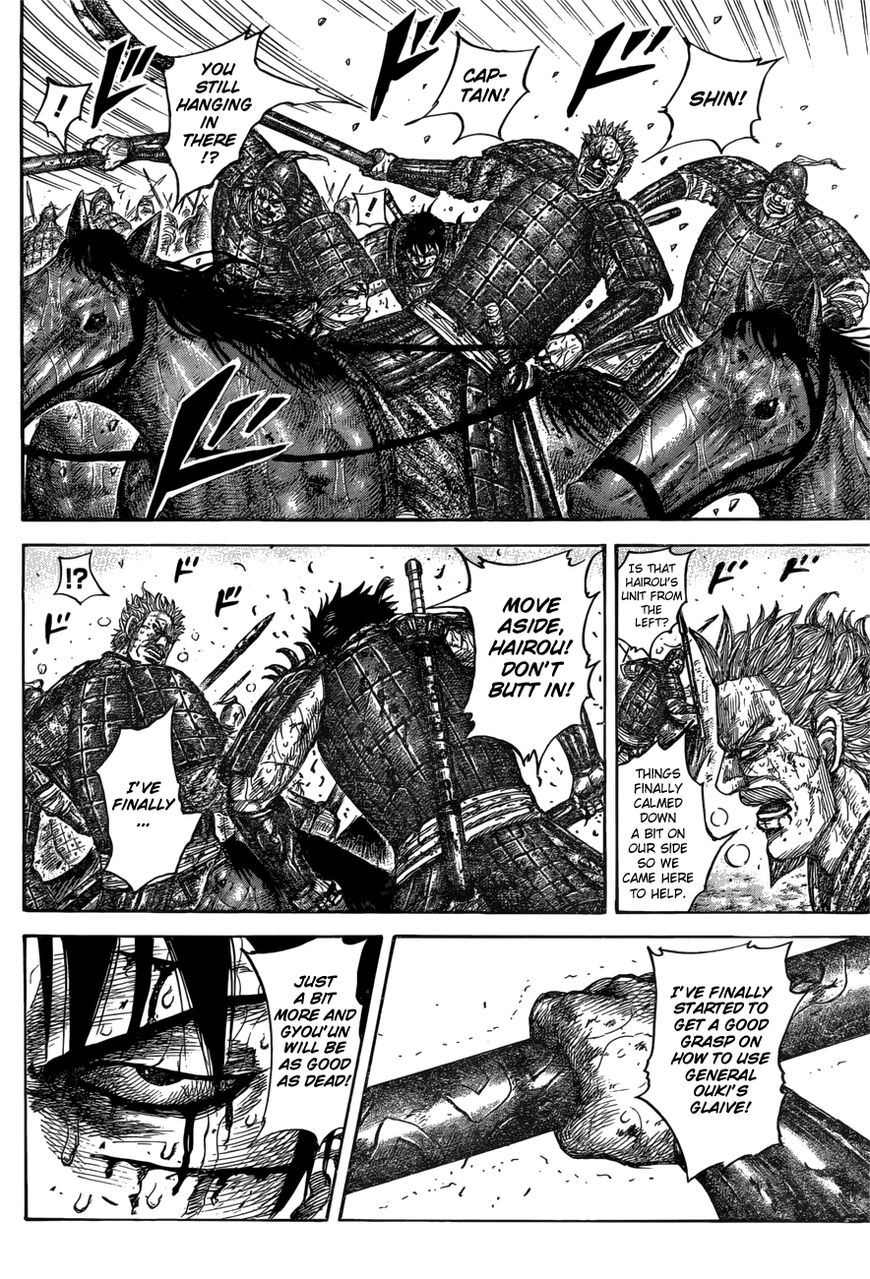 SHIN!
ド
CAP-
TAIN!
ド
YOU
STILL
HANGING
IN
THERE
!?
ド
!
!
ド
IS THAT
HAIROU'S
UNIT FROM
THE
LEFT?
ド
ド
THINGS
FINALLY
CALMED
DOWN
A BIT ON
OUR SIDE
SO WE
CAME HERE
TO HELP.
MOVE
ASIDE,
HAIROU!
DON'T
BUTT IN!
ド
ド
!?
I'VE
FINALLY
...
I'VE FINALLY
STARTED TO
GET A GOOD
GRASP ON
HOW TO USE
GENERAL
OUKI'S
GLAIVE!
JUST
A BIT
MORE AND
GYOU'UN
WILL BE
AS GOOD
AS DEAD!